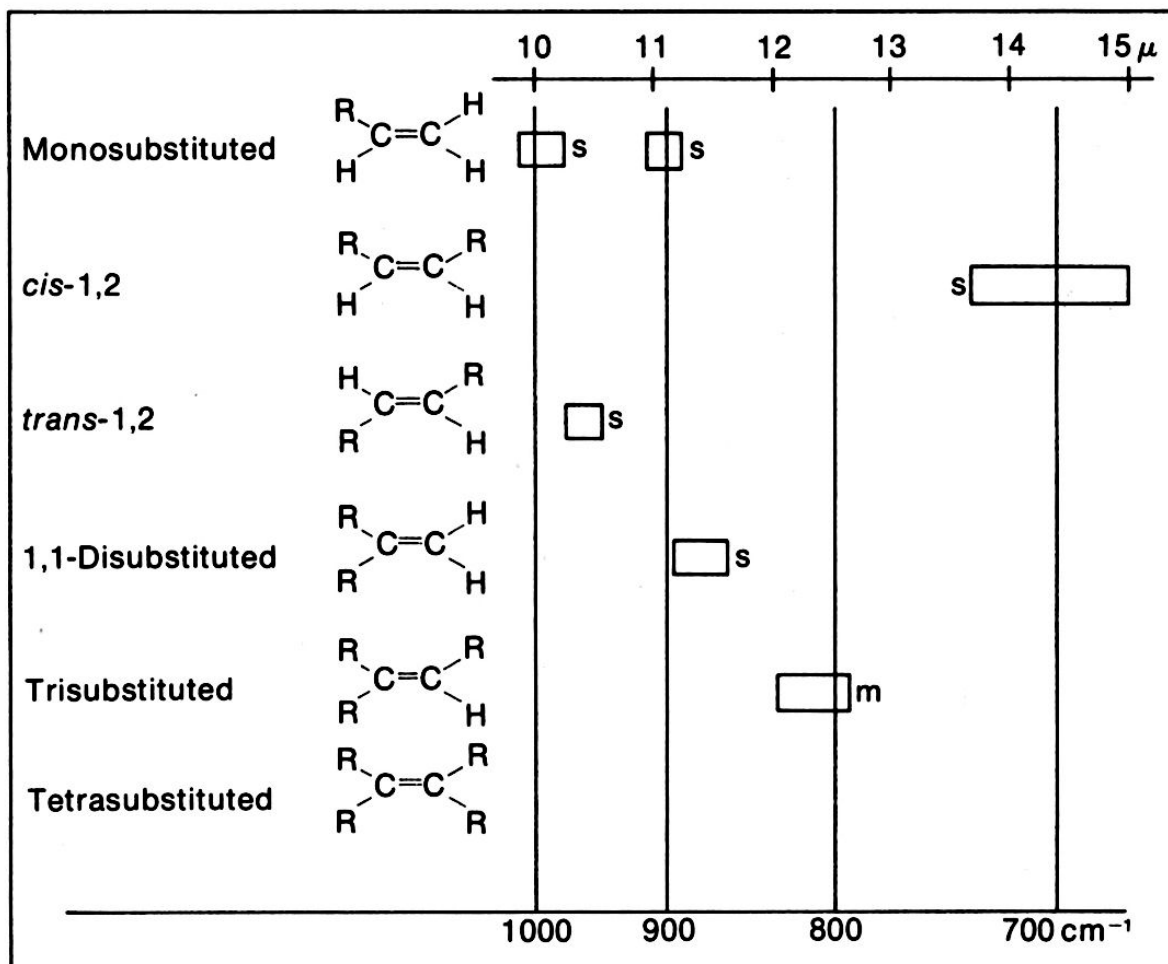 10 11 12 13 14 15 μ
Monosubstituted
R H
C=C
H H
s s
cis-1,2
R R
C=C
H H
s
trans-1,2
H R
C=C
R H
s
1,1-Disubstituted
R H
C=C
R H
s
Trisubstituted
R R
C=C
R H
m
Tetrasubstituted
R R
C=C
R R
1000 900 800 700 cm⁻¹